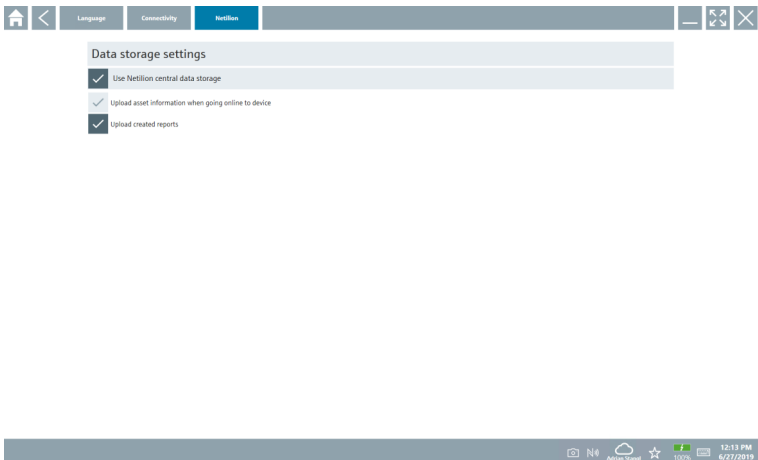 Language Connectivity Netilion
Data storage settings
Use Netilion central data storage
Upload asset information when going online to device
Upload created reports
12:13 PM
100% 6/27/2019